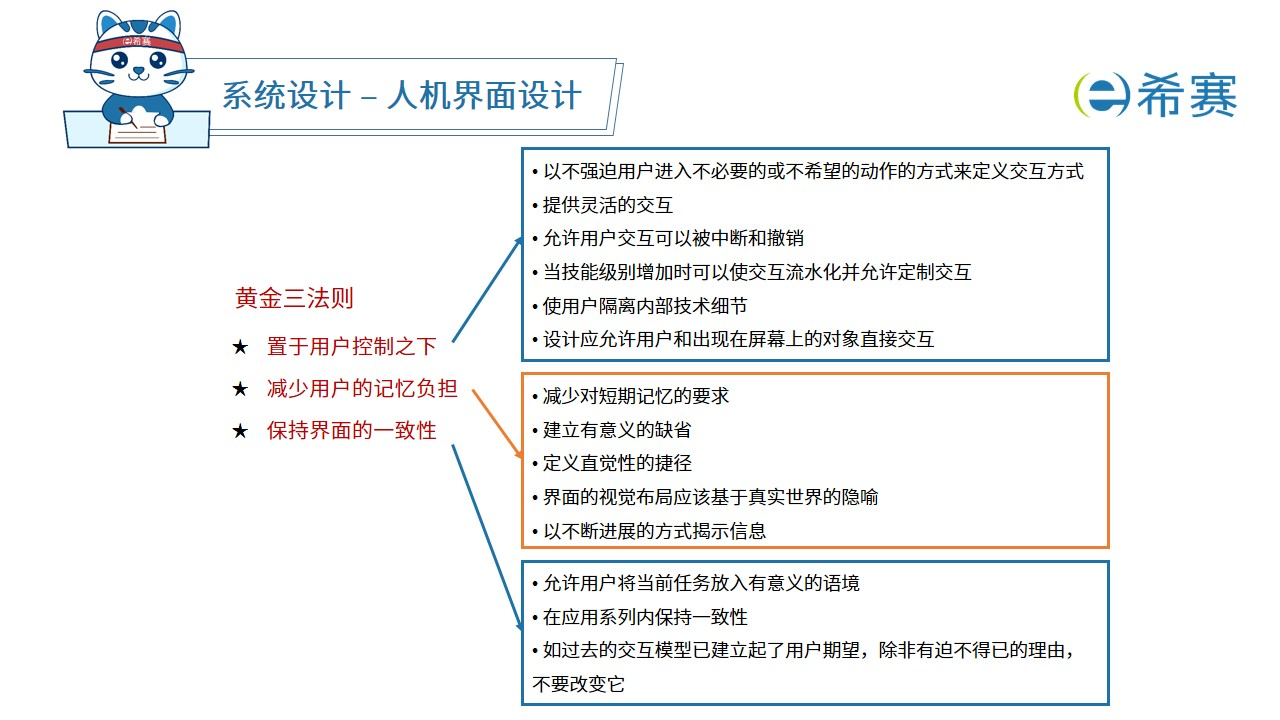 希赛
系统设计 – 人机界面设计
希赛
• 以不强迫用户进入不必要的或不希望的动作的方式来定义交互方式
• 提供灵活的交互
• 允许用户交互可以被中断和撤销
• 当技能级别增加时可以使交互流水化并允许定制交互
• 使用户隔离内部技术细节
• 设计应允许用户和出现在屏幕上的对象直接交互
黄金三法则
★ 置于用户控制之下
★ 减少用户的记忆负担
★ 保持界面的一致性
• 减少对短期记忆的要求
• 建立有意义的缺省
• 定义直觉性的捷径
• 界面的视觉布局应该基于真实世界的隐喻
• 以不断进展的方式揭示信息
• 允许用户将当前任务放入有意义的语境
• 在应用系列内保持一致性
• 如过去的交互模型已建立起了用户期望，除非有迫不得已的理由，
不要改变它